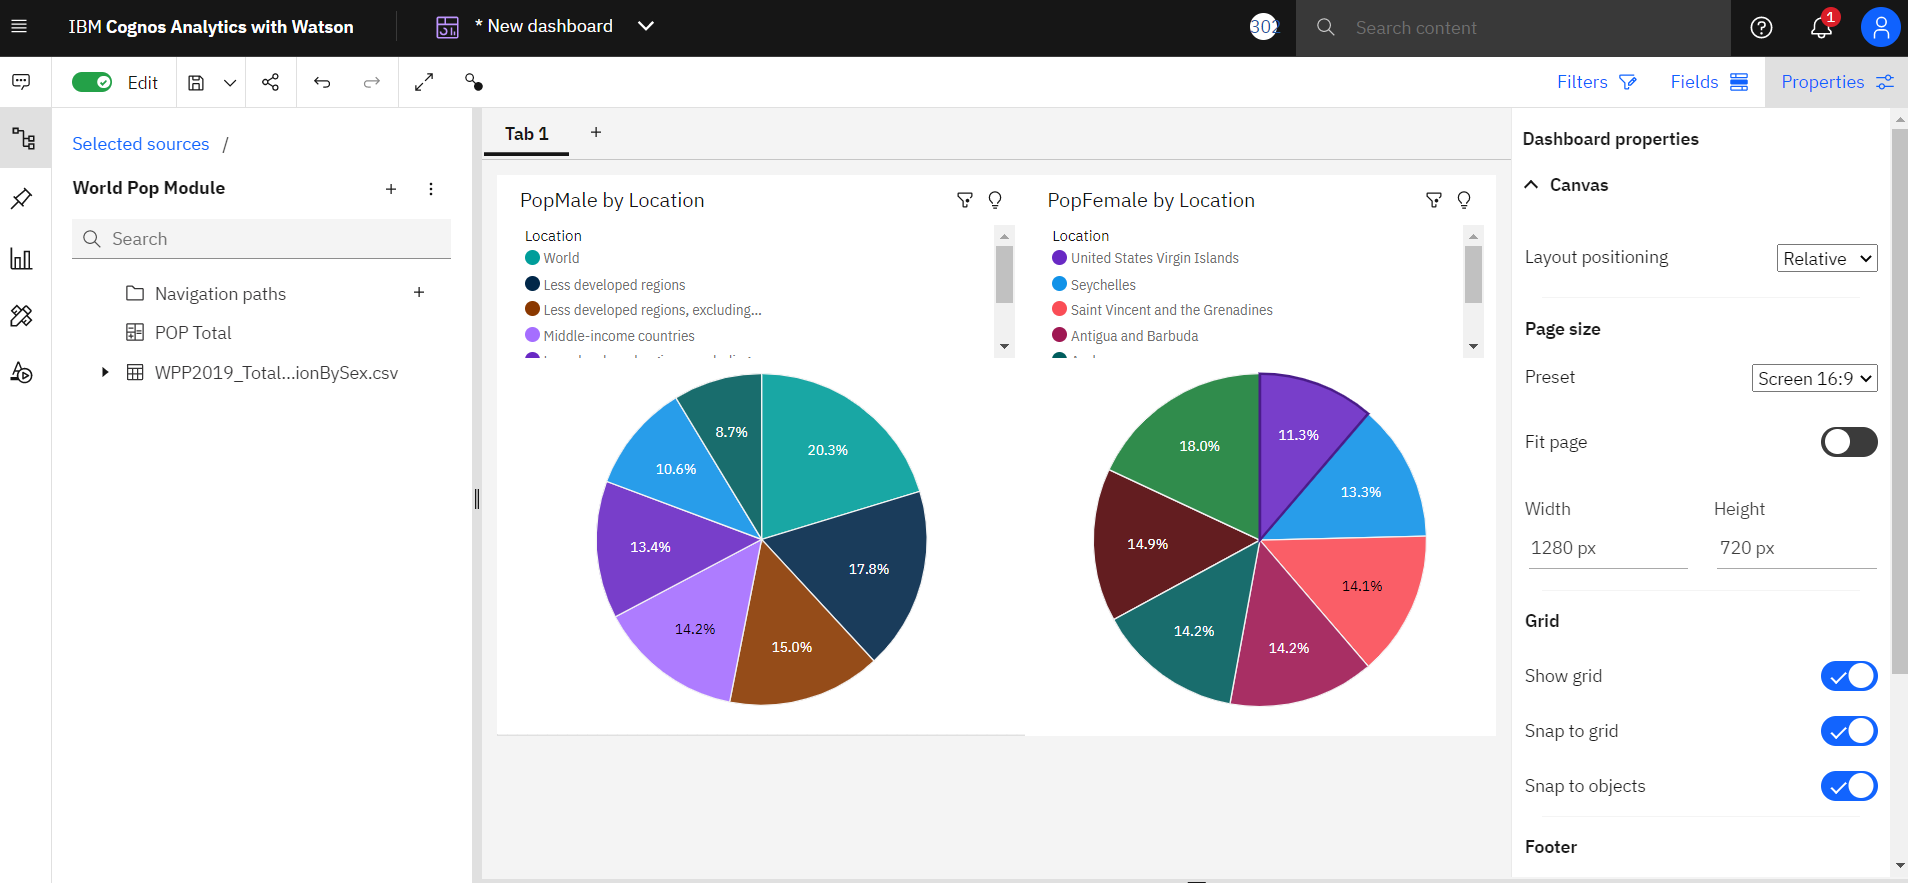 IBM Cognos Analytics with Watson
* New dashboard
302
Search content
1
Edit
Filters
Fields
Properties
Selected sources /
World Pop Module
Search
Navigation paths
POP Total
WPP2019_Total...ionBySex.csv
Tab 1
PopMale by Location
Location
World
Less developed regions
Less developed regions, excluding...
Middle-income countries
20.3%
17.8%
15.0%
14.2%
13.4%
10.6%
8.7%
PopFemale by Location
Location
United States Virgin Islands
Seychelles
Saint Vincent and the Grenadines
Antigua and Barbuda
11.3%
13.3%
14.1%
14.2%
14.2%
14.9%
18.0%
Dashboard properties
Canvas
Layout positioning
Relative
Page size
Preset
Screen 16:9
Fit page
Width
Height
1280 px
720 px
Grid
Show grid
Snap to grid
Snap to objects
Footer